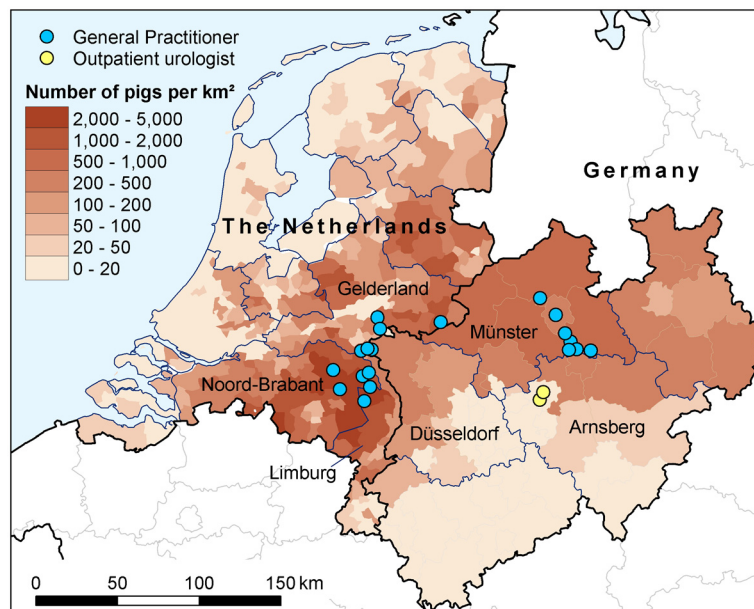 General Practitioner
Outpatient urologist
Number of pigs per km²
2,000 - 5,000
1,000 - 2,000
500 - 1,000
200 - 500
100 - 200
50 - 100
20 - 50
0 - 20
Germany
The Netherlands
Gelderland
Münster
Noord-Brabant
Düsseldorf
Arnsberg
Limburg
0 50 100 150 km